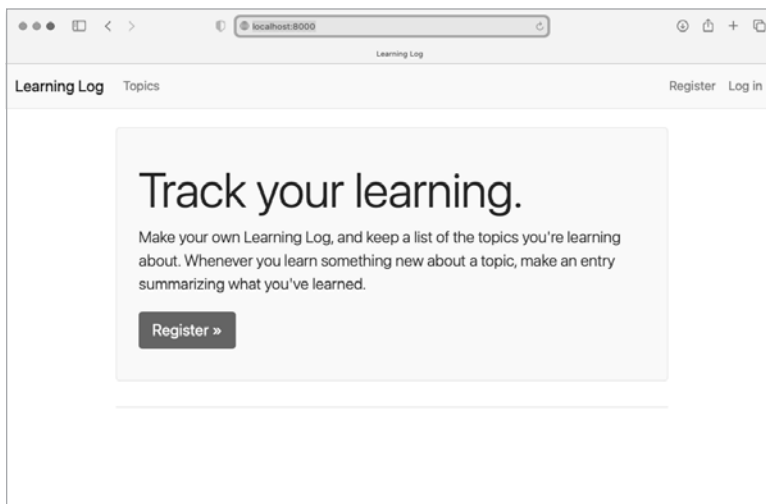 localhost:8000
Learning Log
Learning Log Topics Register Log in
Track your learning.
Make your own Learning Log, and keep a list of the topics you're learning
about. Whenever you learn something new about a topic, make an entry
summarizing what you've learned.
Register »